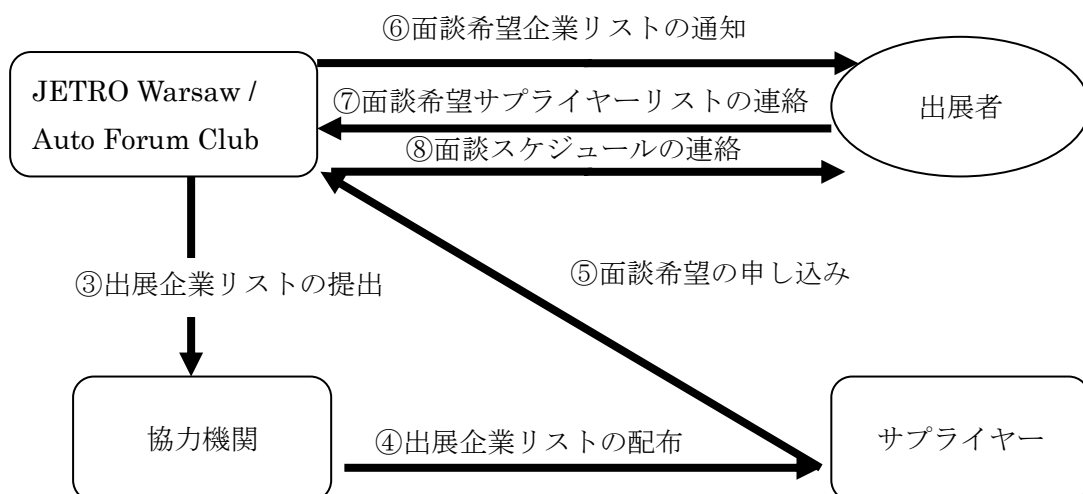 ⑥面談希望企業リストの通知
JETRO Warsaw /
Auto Forum Club
⑦面談希望サプライヤーリストの連絡
出展者
⑧面談スケジュールの連絡
③出展企業リストの提出
⑤面談希望の申し込み
協力機関
④出展企業リストの配布
サプライヤー